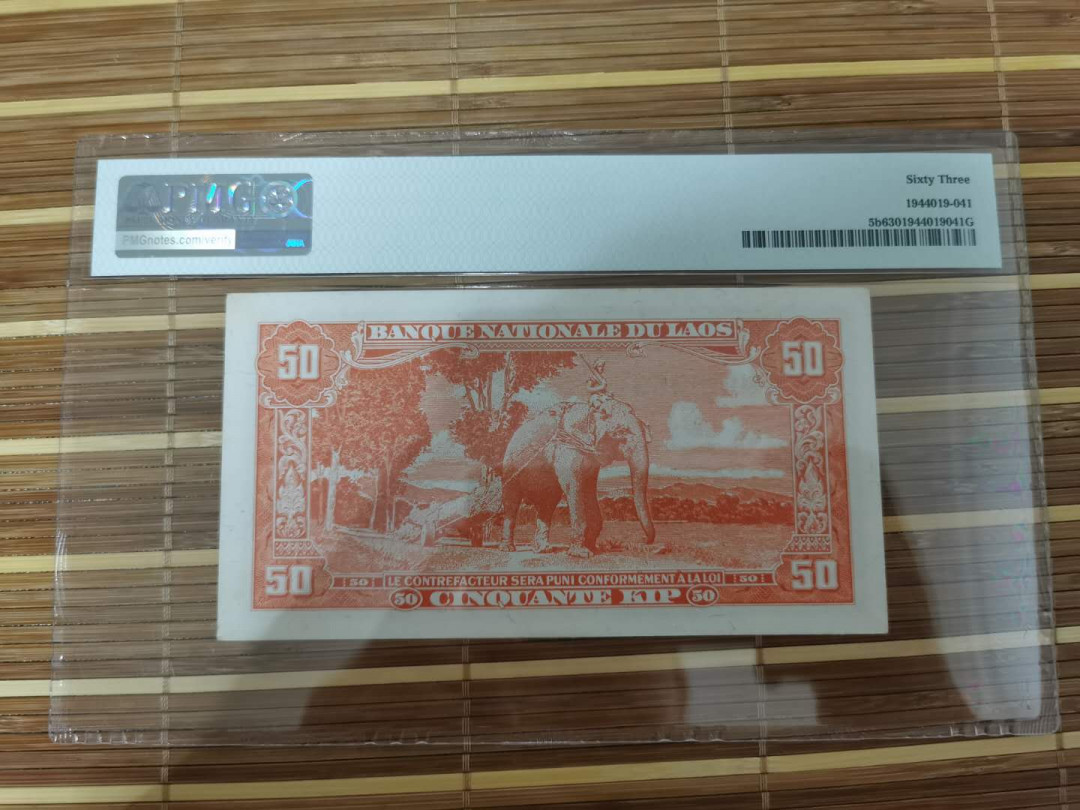 PMG
PMGnotes.com/verify
Sixty Three
1944019-041
5b6301944019041G
BANQUE NATIONALE DU LAOS
50 50
50 50
50 LE CONTREFACTEUR SERA PUNI CONFORMEMENT A LA LOI 50
50 CINQUANTE KIP 50